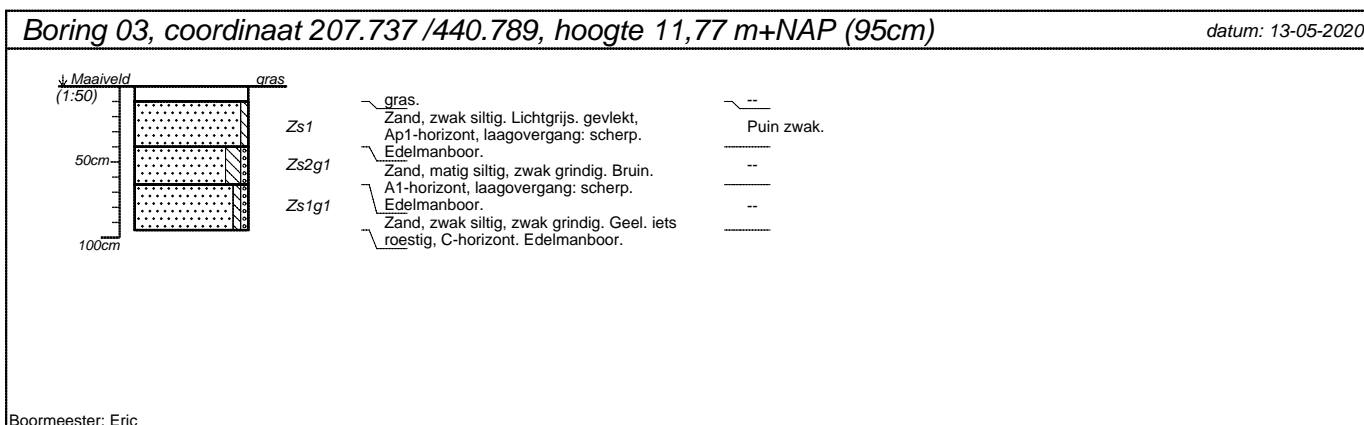 Boring 03, coordinaat 207.737 /440.789, hoogte 11,77 m+NAP (95cm)
datum: 13-05-2020
Maaiveld
gras
(1:50)
gras.
--
Zand, zwak siltig. Lichtgrijs. gevlekt,
Zs1
Puin zwak.
Ap1-horizont, laagovergang: scherp.
Edelmanboor.
50cm
Zs2g1
Zand, matig siltig, zwak grindig. Bruin.
--
A1-horizont, laagovergang: scherp.
Zs1g1
Edelmanboor.
--
Zand, zwak siltig, zwak grindig. Geel. iets
roestig, C-horizont. Edelmanboor.
100cm
Boormeester: Eric